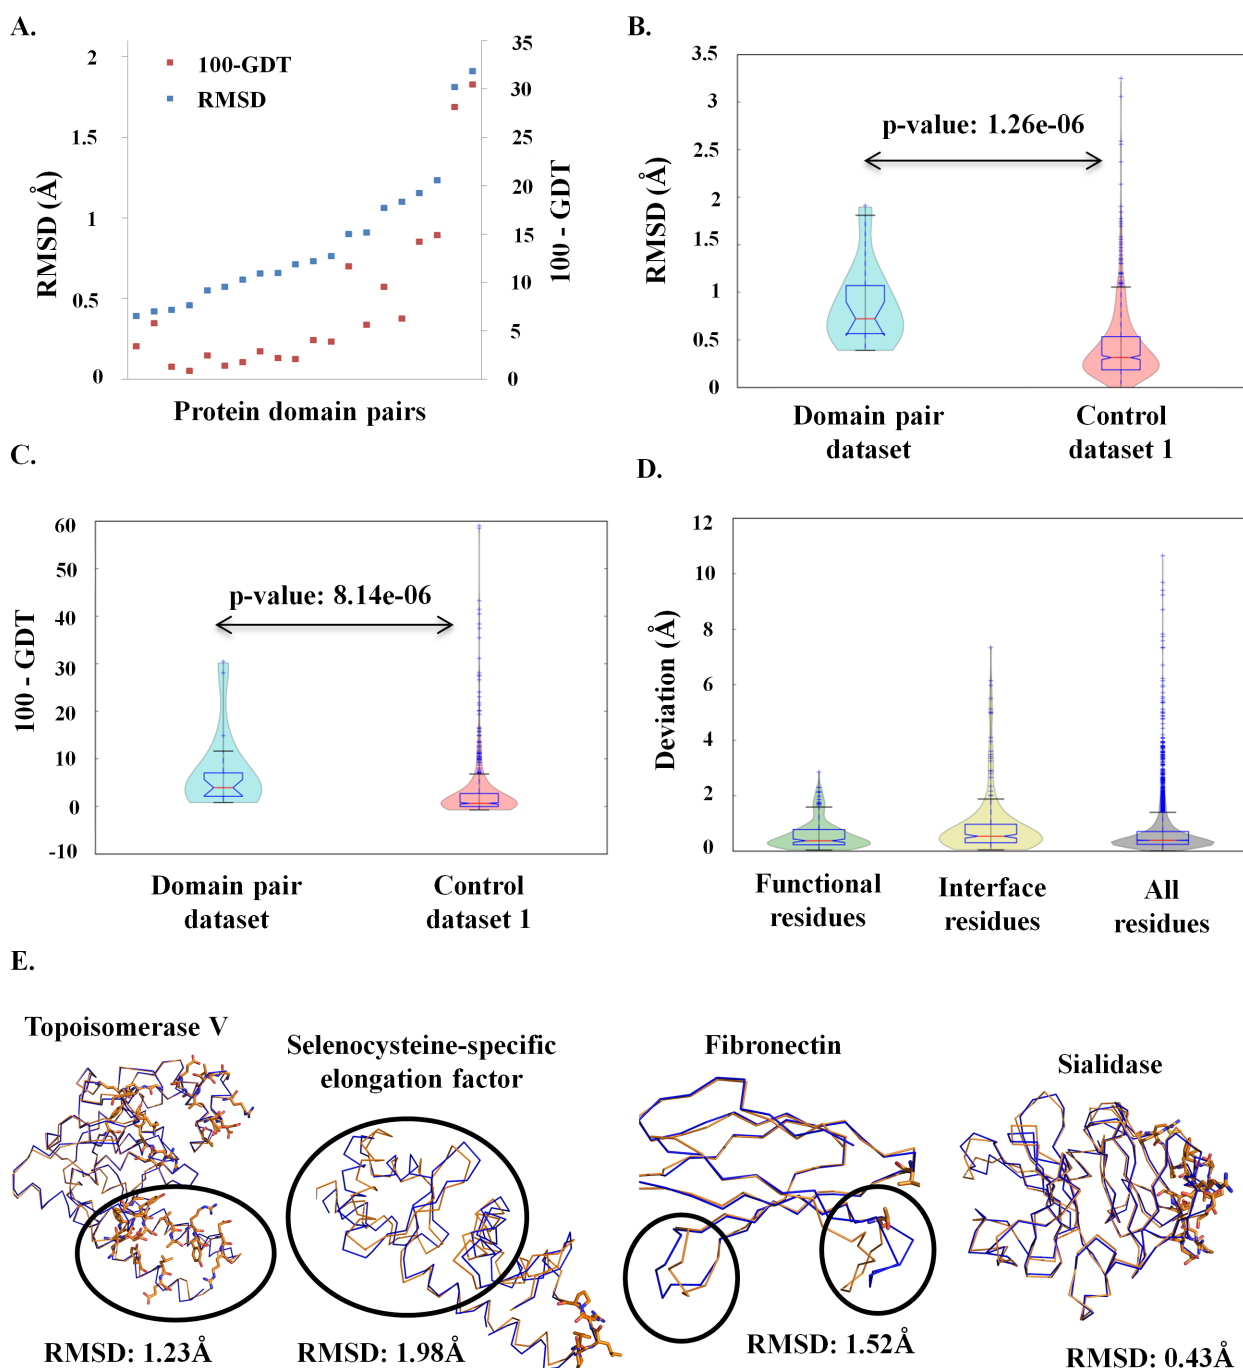 A.
2
1.5
1
0.5
0
RMSD (Å)
100-GDT
RMSD
35
30
25
20
15
10
5
0
100 - GDT
Protein domain pairs
B.
3.5
3
2.5
2
1.5
1
0.5
0
RMSD (Å)
p-value: 1.26e-06
Domain pair
dataset
Control
dataset 1
C.
60
50
40
30
20
10
0
-10
100 - GDT
p-value: 8.14e-06
Domain pair
dataset
Control
dataset 1
D.
12
10
8
6
4
2
0
Deviation (Å)
Functional
residues
Interface
residues
All
residues
E.
Topoisomerase V
RMSD: 1.23Å
Selenocysteine-specific
elongation factor
RMSD: 1.98Å
Fibronectin
RMSD: 1.52Å
Sialidase
RMSD: 0.43Å